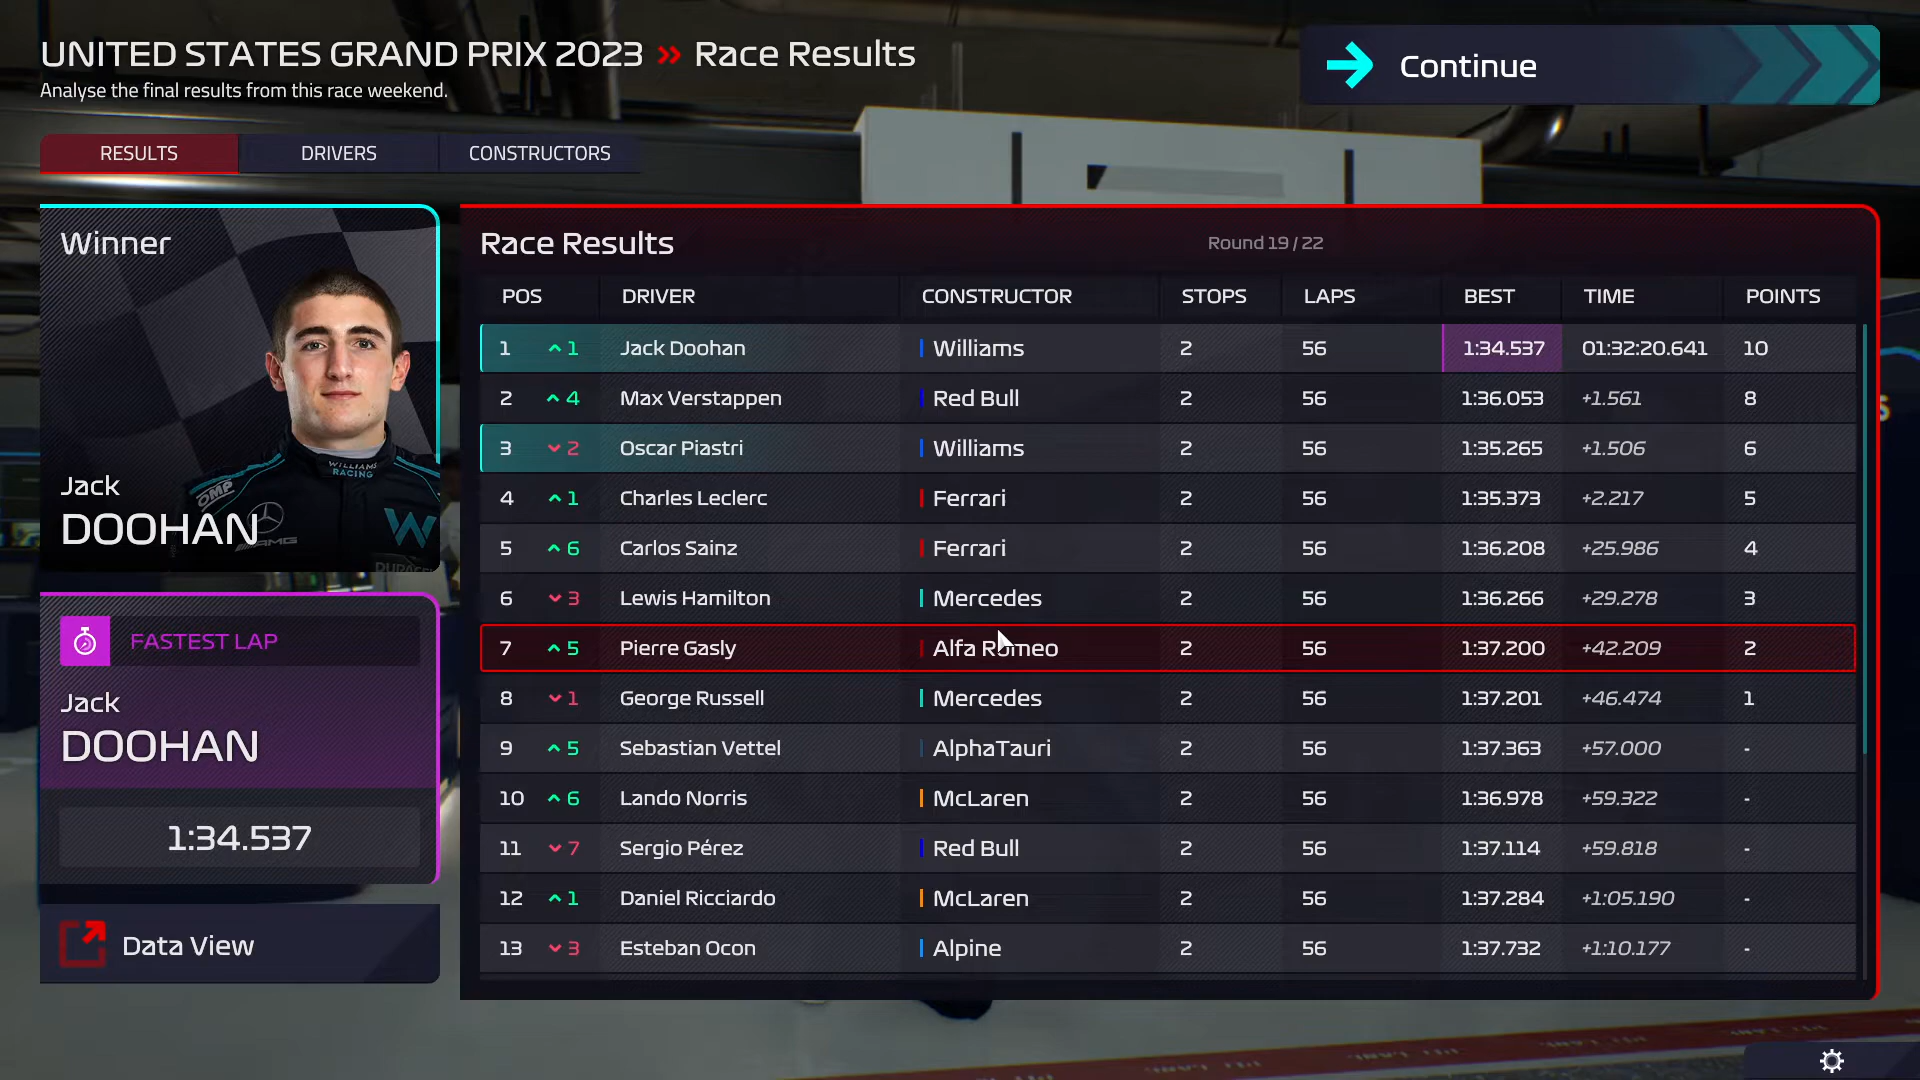 UNITED STATES GRAND PRIX 2023 » Race Results
Analyse the final results from this race weekend.
Continue
RESULTS DRIVERS CONSTRUCTORS
Winner
WILLIAMS
RACING
OMP
AMG
Jack
DOOHAN
FASTEST LAP
Jack
DOOHAN
1:34.537
Data View
Race Results Round 19 / 22
POS DRIVER CONSTRUCTOR STOPS LAPS BEST TIME POINTS
1 1 Jack Doohan Williams 2 56 1:34.537 01:32:20.641 10
2 4 Max Verstappen Red Bull 2 56 1:36.053 +1.561 8
3 2 Oscar Piastri Williams 2 56 1:35.265 +1.506 6
4 1 Charles Leclerc Ferrari 2 56 1:35.373 +2.217 5
5 6 Carlos Sainz Ferrari 2 56 1:36.208 +25.986 4
6 3 Lewis Hamilton Mercedes 2 56 1:36.266 +29.278 3
7 5 Pierre Gasly Alfa Romeo 2 56 1:37.200 +42.209 2
8 1 George Russell Mercedes 2 56 1:37.201 +46.474 1
9 5 Sebastian Vettel AlphaTauri 2 56 1:37.363 +57.000 -
10 6 Lando Norris McLaren 2 56 1:36.978 +59.322 -
11 7 Sergio Pérez Red Bull 2 56 1:37.114 +59.818 -
12 1 Daniel Ricciardo McLaren 2 56 1:37.284 +1:05.190 -
13 3 Esteban Ocon Alpine 2 56 1:37.732 +1:10.177 -